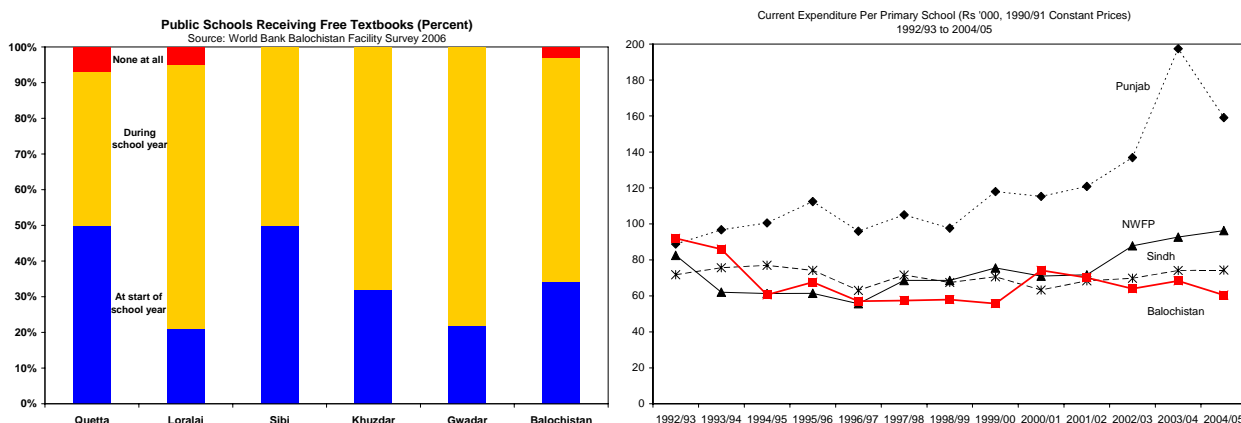 Public Schools Receiving Free Textbooks (Percent)
Source: World Bank Balochistan Facility Survey 2006
100%
90%
80%
70%
60%
50%
40%
30%
20%
10%
0%
None at all
During
school year
At start of
school year
Quetta Loralai Sibi Khuzdar Gwadar Balochistan
Current Expenditure Per Primary School (Rs '000, 1990/91 Constant Prices)
1992/93 to 2004/05
200
180
160
140
120
100
80
60
40
20
0
Punjab
NWFP
Sindh
Balochistan
1992/93 1993/94 1994/95 1995/96 1996/97 1997/98 1998/99 1999/00 2000/01 2001/02 2002/03 2003/04 2004/05